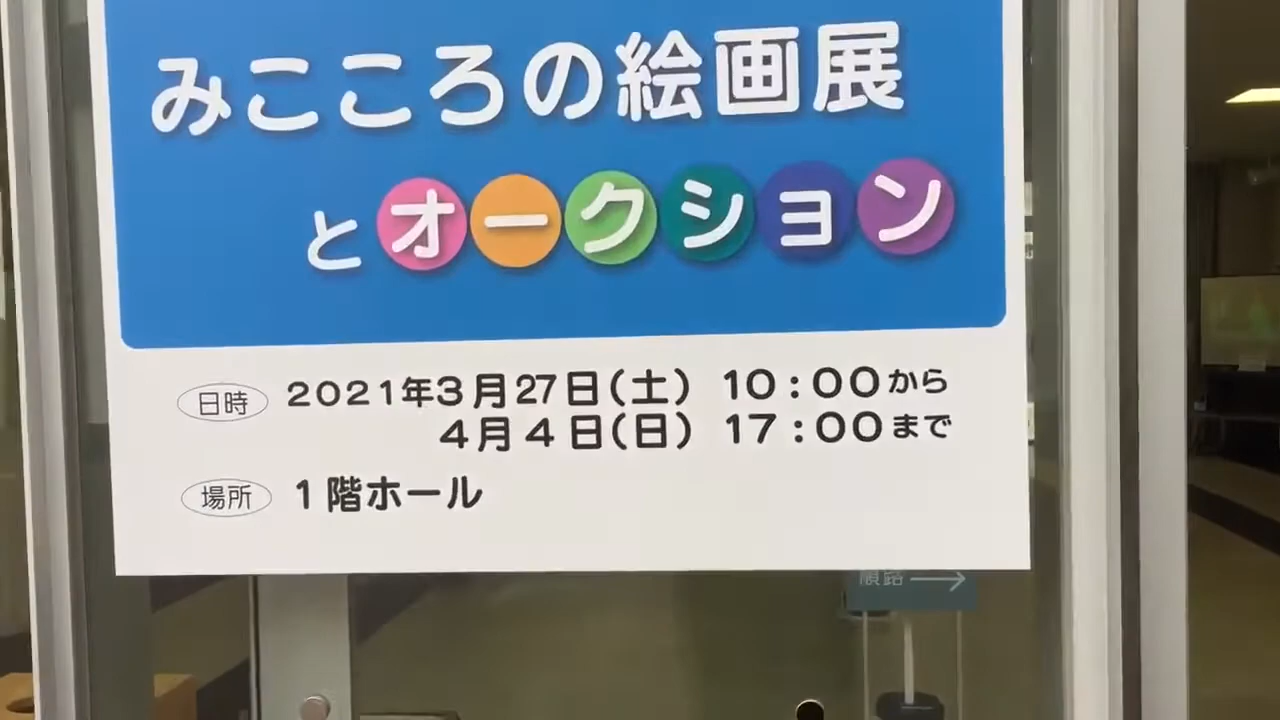 みこころの絵画展
とオークション
日時 2021年3月27日(土) 10:00から
4月4日(日) 17:00まで
場所 1階ホール
順路→